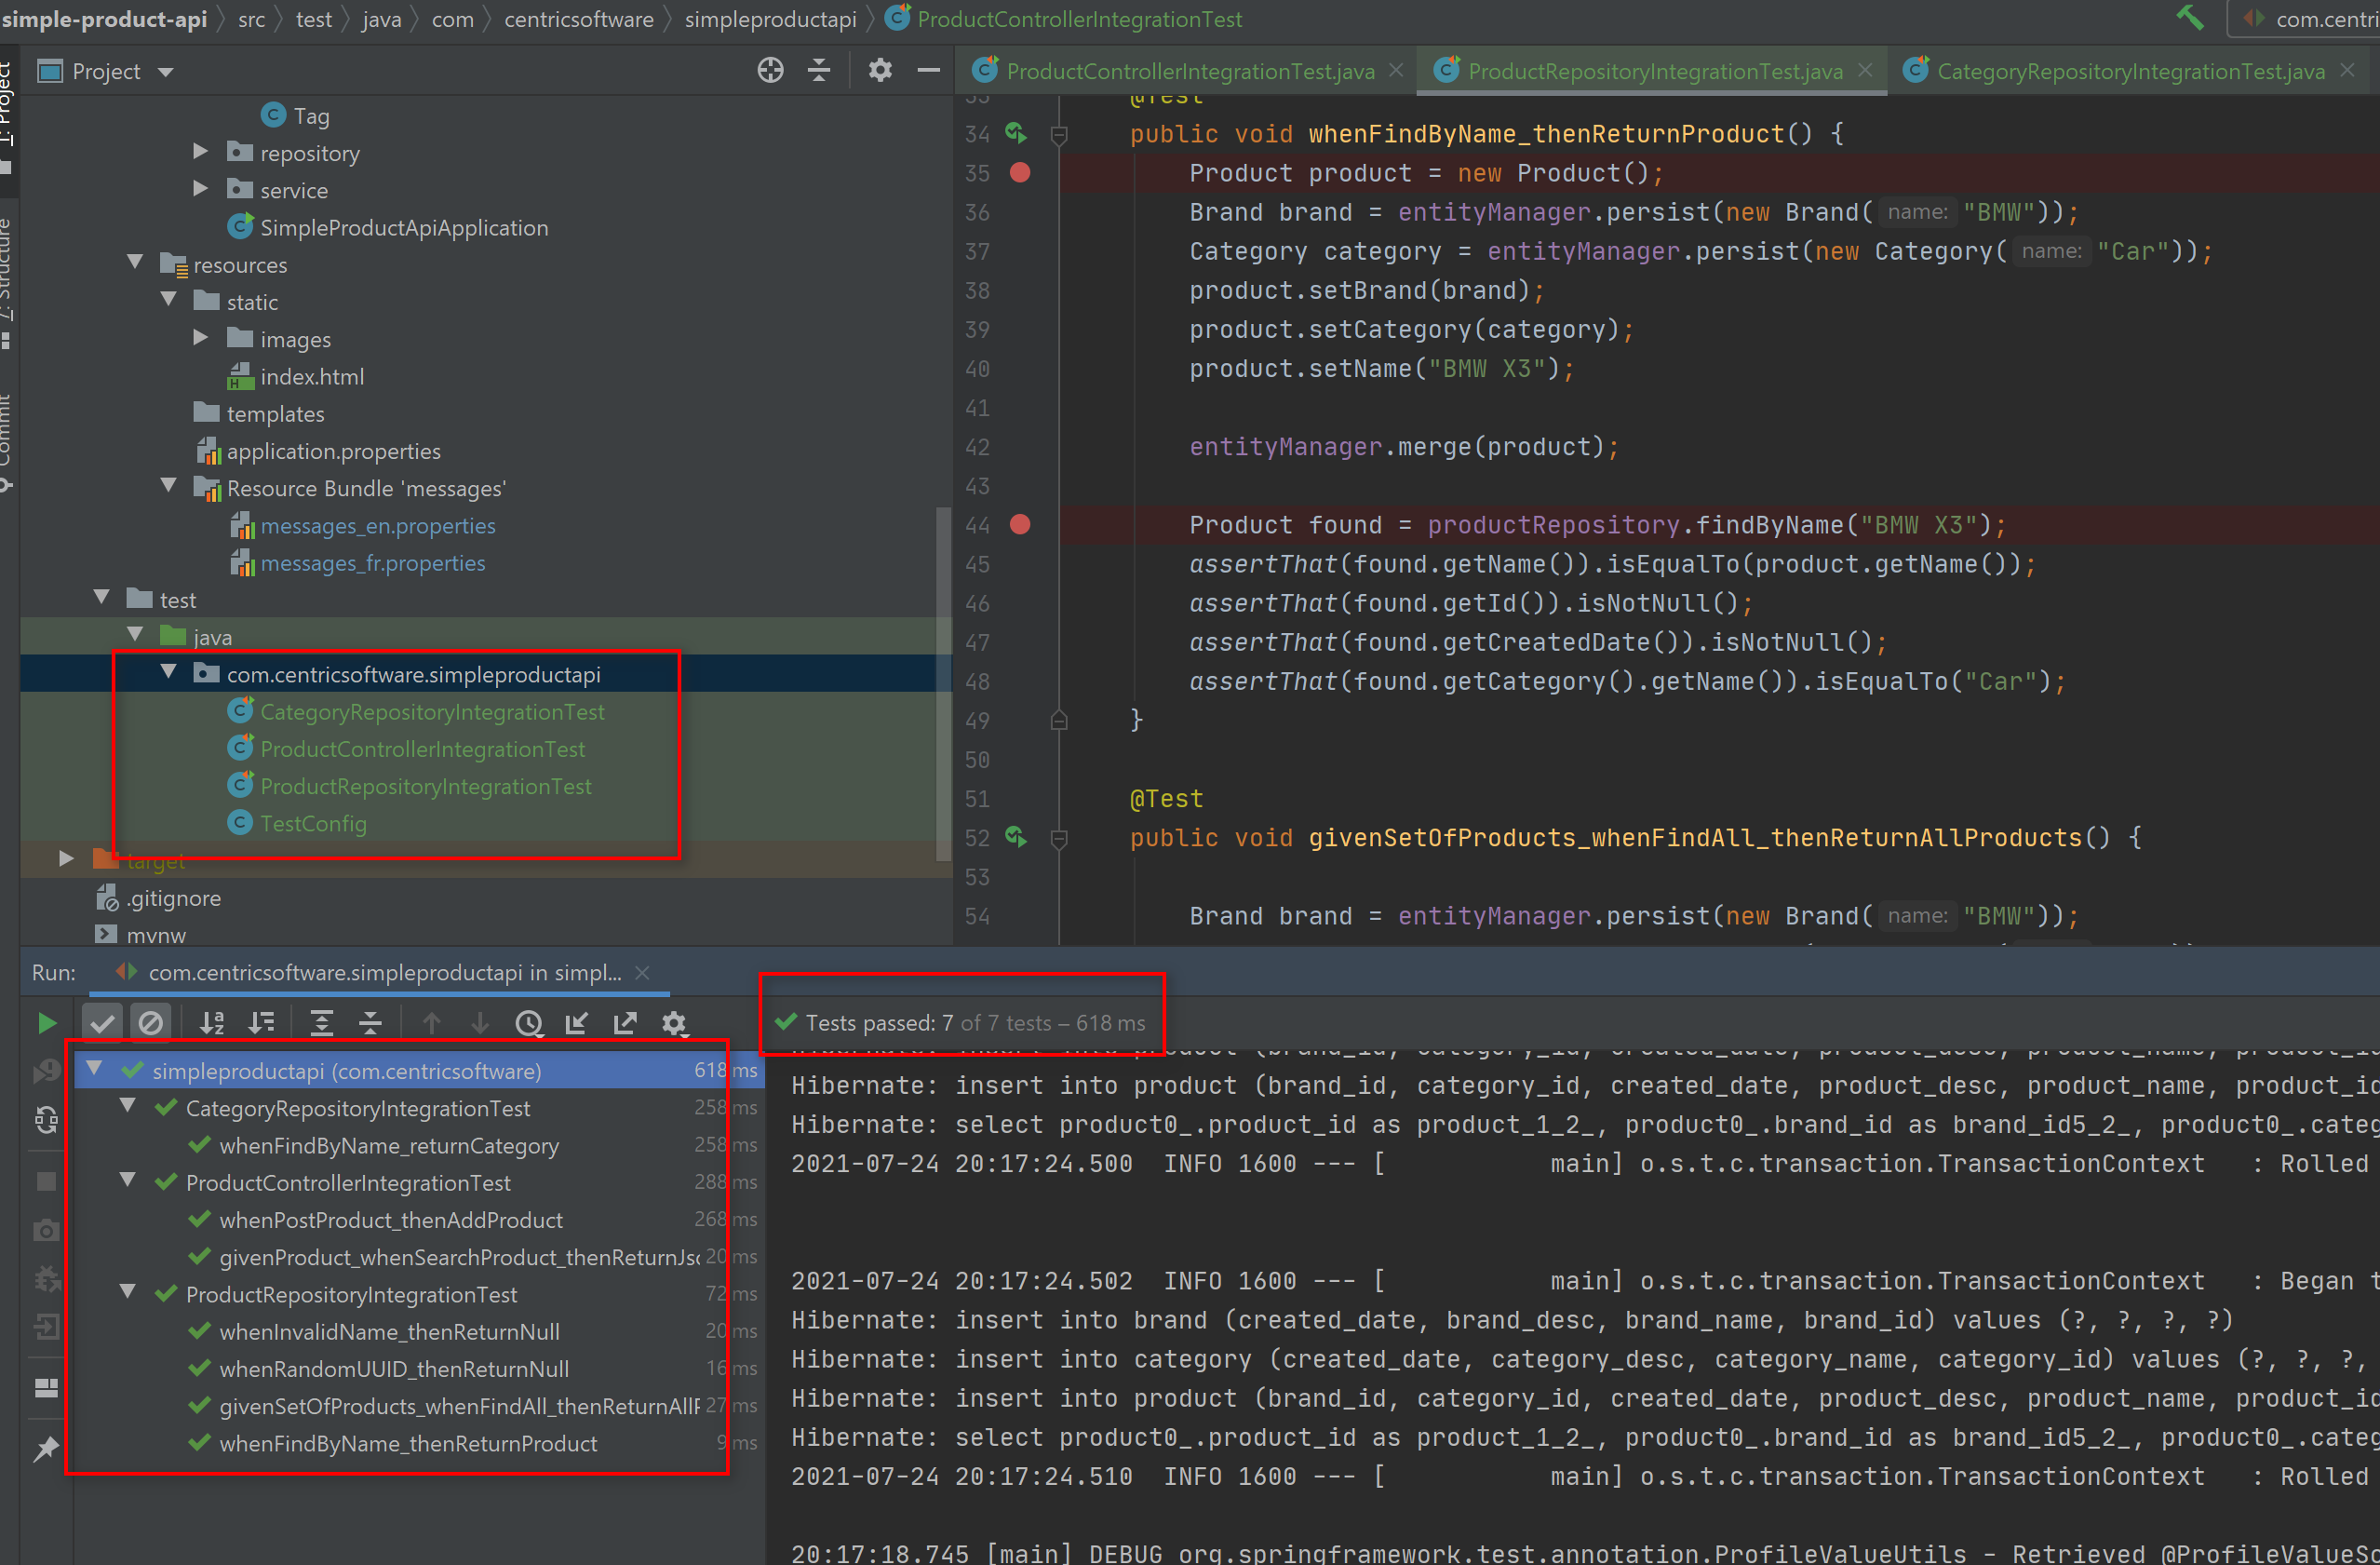 simple-product-api src test java com centricsoftware simpleproductapi ProductControllerIntegrationTest com.centri
Project
ProductControllerIntegrationTest.java ProductRepositoryIntegrationTest.java CategoryRepositoryIntegrationTest.java
1: Project
7: Structure
Commit
Tag
repository
service
SimpleProductApiApplication
resources
static
images
index.html
templates
application.properties
Resource Bundle 'messages'
messages_en.properties
messages_fr.properties
test
java
com.centricsoftware.simpleproductapi
CategoryRepositoryIntegrationTest
ProductControllerIntegrationTest
ProductRepositoryIntegrationTest
TestConfig
target
.gitignore
mvnw
33 @Test
34 public void whenFindByName_thenReturnProduct() {
35 Product product = new Product();
36 Brand brand = entityManager.persist(new Brand( name: "BMW"));
37 Category category = entityManager.persist(new Category( name: "Car"));
38 product.setBrand(brand);
39 product.setCategory(category);
40 product.setName("BMW X3");
41
42 entityManager.merge(product);
43
44 Product found = productRepository.findByName("BMW X3");
45 assertThat(found.getName()).isEqualTo(product.getName());
46 assertThat(found.getId()).isNotNull();
47 assertThat(found.getCreatedDate()).isNotNull();
48 assertThat(found.getCategory().getName()).isEqualTo("Car");
49 }
50
51 @Test
52 public void givenSetOfProducts_whenFindAll_thenReturnAllProducts() {
53
54 Brand brand = entityManager.persist(new Brand( name: "BMW"));
Run: com.centricsoftware.simpleproductapi in simpl...
Tests passed: 7 of 7 tests – 618 ms
simpleproductapi (com.centricsoftware) 618 ms
CategoryRepositoryIntegrationTest 258 ms
whenFindByName_returnCategory 258 ms
ProductControllerIntegrationTest 288 ms
whenPostProduct_thenAddProduct 268 ms
givenProduct_whenSearchProduct_thenReturnJso 20 ms
ProductRepositoryIntegrationTest 72 ms
whenInvalidName_thenReturnNull 20 ms
whenRandomUUID_thenReturnNull 16 ms
givenSetOfProducts_whenFindAll_thenReturnAllP 27 ms
whenFindByName_thenReturnProduct 9 ms
Hibernate: insert into product (brand_id, category_id, created_date, product_desc, product_name, product_id
Hibernate: insert into product (brand_id, category_id, created_date, product_desc, product_name, product_id
Hibernate: select product0_.product_id as product_1_2_, product0_.brand_id as brand_id5_2_, product0_.categ
2021-07-24 20:17:24.500 INFO 1600 --- [ main] o.s.t.c.transaction.TransactionContext : Rolled
2021-07-24 20:17:24.502 INFO 1600 --- [ main] o.s.t.c.transaction.TransactionContext : Began t
Hibernate: insert into brand (created_date, brand_desc, brand_name, brand_id) values (?, ?, ?, ?)
Hibernate: insert into category (created_date, category_desc, category_name, category_id) values (?, ?, ?,
Hibernate: insert into product (brand_id, category_id, created_date, product_desc, product_name, product_id
Hibernate: select product0_.product_id as product_1_2_, product0_.brand_id as brand_id5_2_, product0_.categ
2021-07-24 20:17:24.510 INFO 1600 --- [ main] o.s.t.c.transaction.TransactionContext : Rolled
20:17:18.745 [main] DEBUG org.springframework.test.annotation.ProfileValueUtils - Retrieved @ProfileValueSo